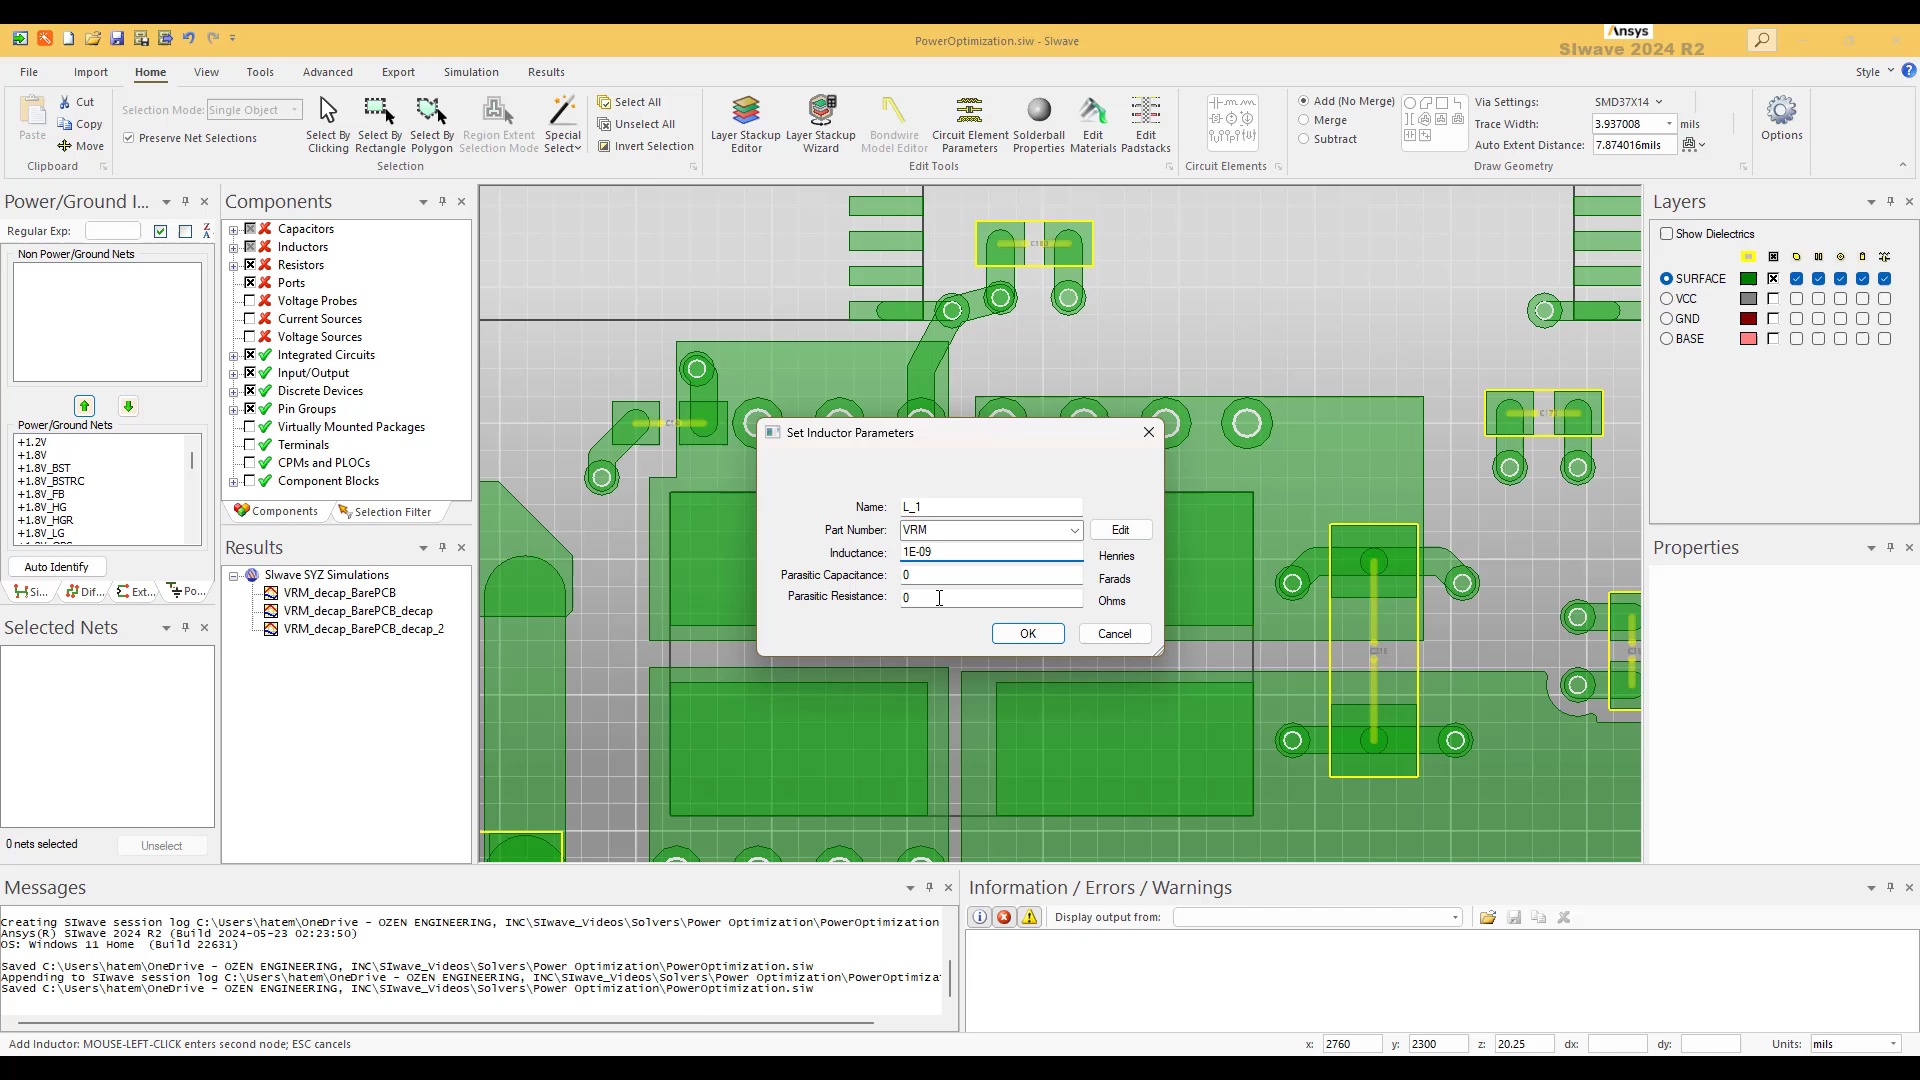 PowerOptimization.siw - SIwave
Ansys
SIwave 2024 R2
File Import Home View Tools Advanced Export Simulation Results
Style
Paste
Cut
Copy
Move
Clipboard
Selection Mode: Single Object
Preserve Net Selections
Select By Clicking
Select By Rectangle
Select By Polygon
Region Extent Selection Mode
Special Select
Select All
Unselect All
Invert Selection
Selection
Layer Stackup Editor
Layer Stackup Wizard
Bondwire Model Editor
Circuit Element Parameters
Solderball Properties
Edit Materials
Edit Padstacks
Edit Tools
Circuit Elements
Add (No Merge)
Merge
Subtract
Via Settings: SMD37X14
Trace Width: 3.937008 mils
Auto Extent Distance: 7.874016mils
Draw Geometry
Options
Power/Ground I...
Regular Exp:
Non Power/Ground Nets
Power/Ground Nets
+1.2V
+1.8V
+1.8V_BST
+1.8V_BSTRC
+1.8V_FB
+1.8V_HG
+1.8V_HGR
+1.8V_LG
Auto Identify
Si... Dif... Ext... Po...
Selected Nets
0 nets selected
Unselect
Components
Capacitors
Inductors
Resistors
Ports
Voltage Probes
Current Sources
Voltage Sources
Integrated Circuits
Input/Output
Discrete Devices
Pin Groups
Virtually Mounted Packages
Terminals
CPMs and PLOCs
Component Blocks
Components Selection Filter
Results
SIwave SYZ Simulations
VRM_decap_BarePCB
VRM_decap_BarePCB_decap
VRM_decap_BarePCB_decap_2
Set Inductor Parameters
Name: L_1
Part Number: VRM Edit
Inductance: 1E-09 Henries
Parasitic Capacitance: 0 Farads
Parasitic Resistance: 0 Ohms
OK Cancel
Layers
Show Dielectrics
SURFACE
VCC
GND
BASE
Properties
Messages
Creating SIwave session log C:\Users\hatem\OneDrive - OZEN ENGINEERING, INC\SIwave_Videos\Solvers\Power Optimization\PowerOptimization
Ansys(R) SIwave 2024 R2 (Build 2024-05-23 02:23:50)
OS: Windows 11 Home (Build 22631)
Saved C:\Users\hatem\OneDrive - OZEN ENGINEERING, INC\SIwave_Videos\Solvers\Power Optimization\PowerOptimization.siw
Appending to SIwave session log C:\Users\hatem\OneDrive - OZEN ENGINEERING, INC\SIwave_Videos\Solvers\Power Optimization\PowerOptimiza
Saved C:\Users\hatem\OneDrive - OZEN ENGINEERING, INC\SIwave_Videos\Solvers\Power Optimization\PowerOptimization.siw
Information / Errors / Warnings
Display output from:
Add Inductor: MOUSE-LEFT-CLICK enters second node; ESC cancels
x: 2760 y: 2300 z: 20.25 dx: dy: Units: mils